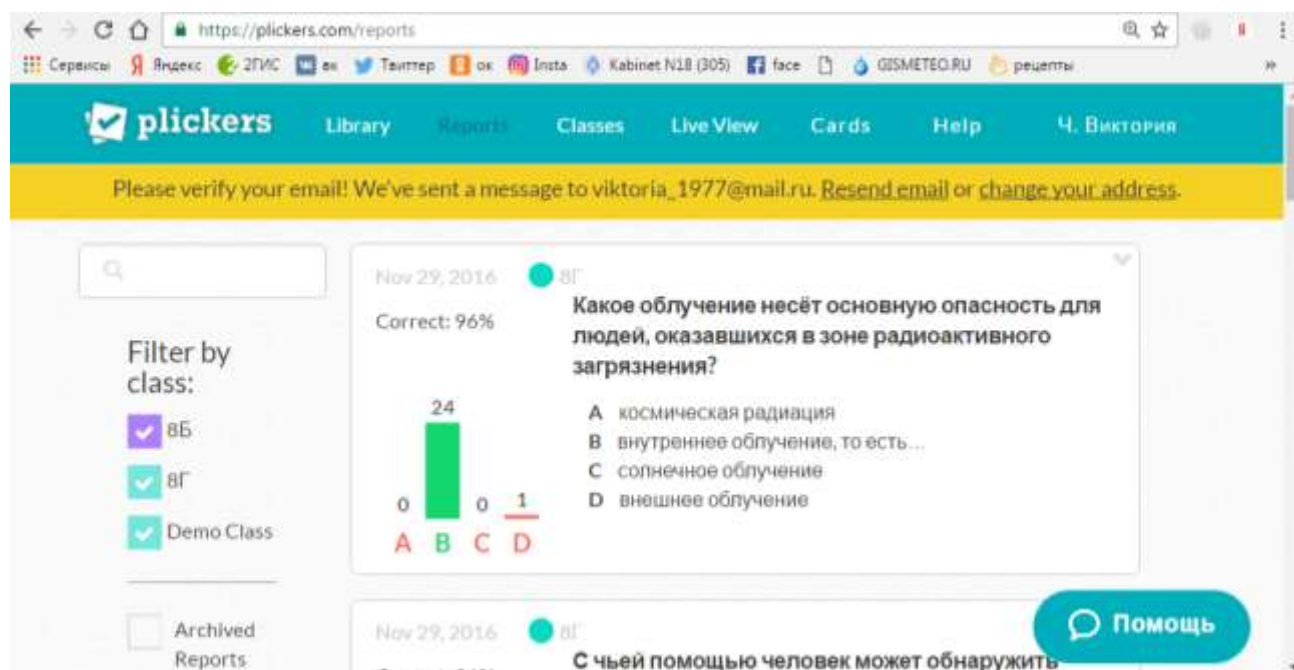 https://plickers.com/reports
Сервисы Яндекс 2ГИС вк Твиттер ок Insta Kabinet N18 (305) face GISMETEO.RU рецепты
plickers Library Reports Classes Live View Cards Help Ч. Виктория
Please verify your email! We've sent a message to viktoria_1977@mail.ru. Resend email or change your address.
Filter by
class:
8Б
8Г
Demo Class
Archived
Reports
Nov 29, 2016 8Г
Correct: 96%
Какое облучение несёт основную опасность для
людей, оказавшихся в зоне радиоактивного
загрязнения?
24
0 0 1
A B C D
A космическая радиация
B внутреннее облучение, то есть...
C солнечное облучение
D внешнее облучение
Nov 29, 2016 8Г
С чьей помощью человек может обнаружить
Помощь